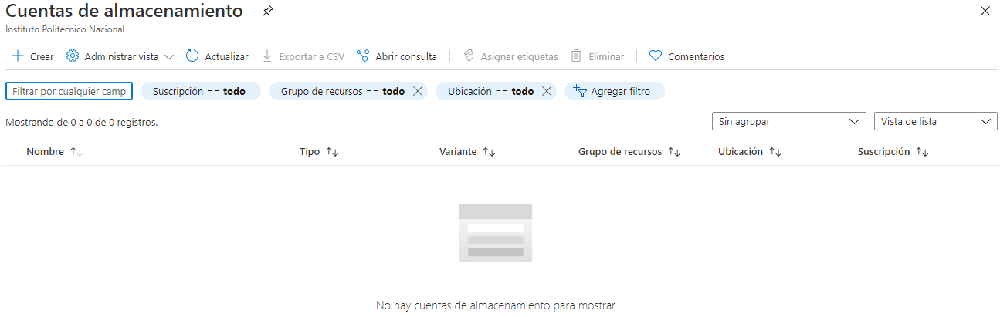 Cuentas de almacenamiento
Instituto Politecnico Nacional
Crear Administrar vista Actualizar Exportar a CSV Abrir consulta Asignar etiquetas Eliminar Comentarios
Filtrar por cualquier camp Suscripción == todo Grupo de recursos == todo Ubicación == todo Agregar filtro
Mostrando de 0 a 0 de 0 registros. Sin agrupar Vista de lista
Nombre Tipo Variante Grupo de recursos Ubicación Suscripción
No hay cuentas de almacenamiento para mostrar